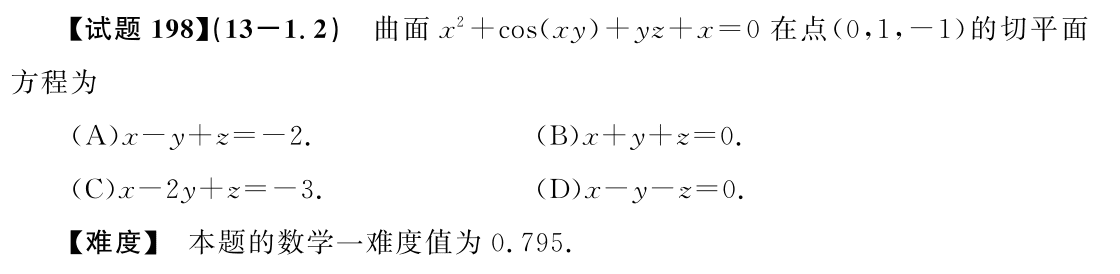 【试题 198】(13-1.2) 曲面 x²+cos(xy)+yz+x=0 在点(0,1,-1)的切平面
方程为
(A)x-y+z=-2. (B)x+y+z=0.
(C)x-2y+z=-3. (D)x-y-z=0.
【难度】 本题的数学一难度值为 0.795.